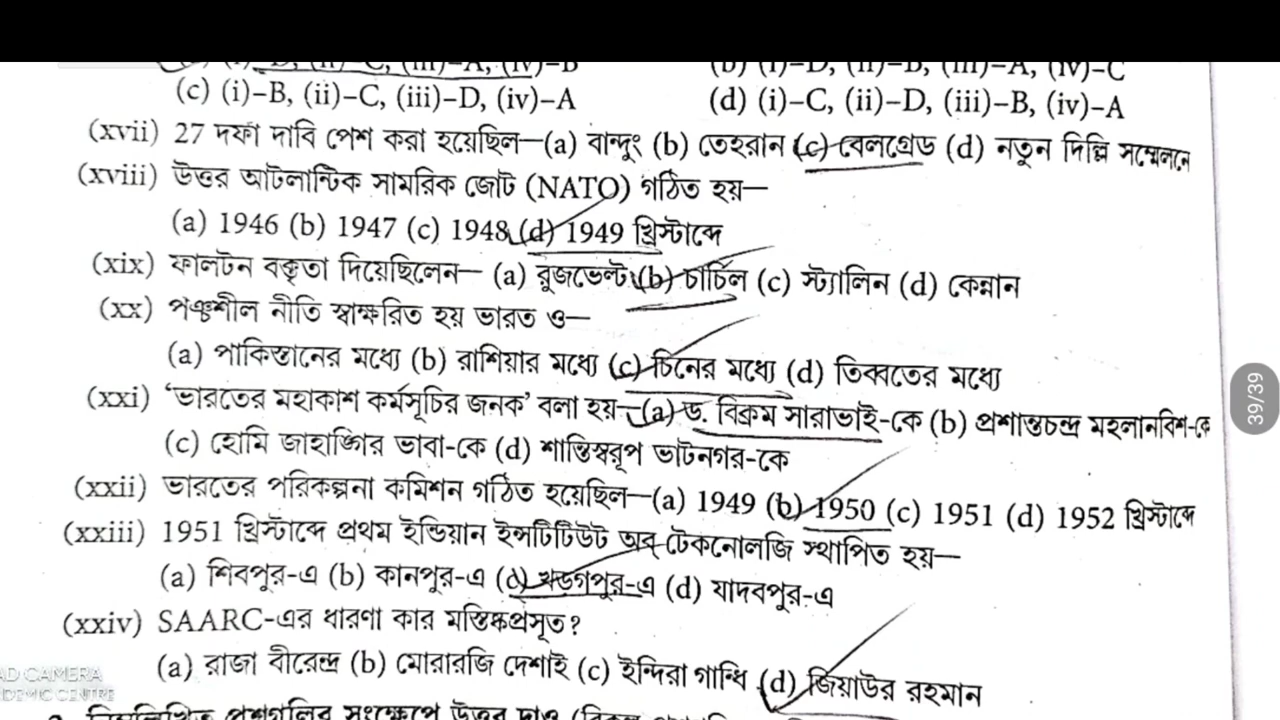 (c) (i)–B, (ii)–C, (iii)–D, (iv)–A (d) (i)–C, (ii)–D, (iii)–B, (iv)–A
(xvii) 27 দফা দাবি পেশ করা হয়েছিল—(a) বান্দুং (b) তেহরান (c) বেলগ্রেড (d) নতুন দিল্লি সম্মেলনে
(xviii) উত্তর আটলান্টিক সামরিক জোট (NATO) গঠিত হয়—
(a) 1946 (b) 1947 (c) 1948 (d) 1949 খ্রিস্টাব্দে
(xix) ফালটন বক্তৃতা দিয়েছিলেন— (a) রুজভেল্ট (b) চার্চিল (c) স্ট্যালিন (d) কেন্নান
(xx) পঞ্চশীল নীতি স্বাক্ষরিত হয় ভারত ও—
(a) পাকিস্তানের মধ্যে (b) রাশিয়ার মধ্যে (c) চিনের মধ্যে (d) তিব্বতের মধ্যে
(xxi) ‘ভারতের মহাকাশ কর্মসূচির জনক’ বলা হয়—(a) ড. বিক্রম সারাভাই-কে (b) প্রশান্তচন্দ্র মহলানবিশ-কে
(c) হোমি জাহাঙ্গির ভাবা-কে (d) শান্তিস্বরূপ ভাটনগর-কে
(xxii) ভারতের পরিকল্পনা কমিশন গঠিত হয়েছিল—(a) 1949 (b) 1950 (c) 1951 (d) 1952 খ্রিস্টাব্দে
(xxiii) 1951 খ্রিস্টাব্দে প্রথম ইন্ডিয়ান ইন্সটিটিউট অব্ টেকনোলজি স্থাপিত হয়—
(a) শিবপুর-এ (b) কানপুর-এ (c) খড়গপুর-এ (d) যাদবপুর-এ
(xxiv) SAARC-এর ধারণা কার মস্তিষ্কপ্রসূত?
(a) রাজা বীরেন্দ্র (b) মোরারজি দেশাই (c) ইন্দিরা গান্ধি (d) জিয়াউর রহমান
39/39